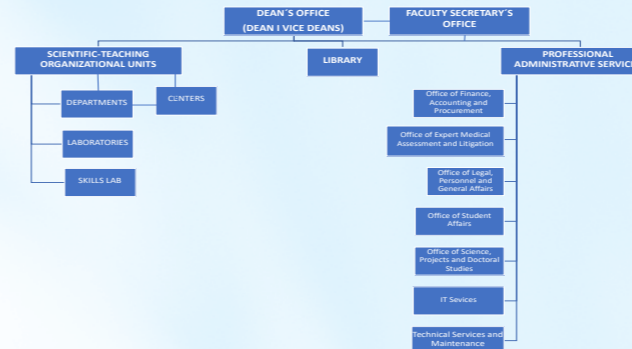 DEAN´S OFFICE
(DEAN I VICE DEANS)
FACULTY SECRETARY´S
OFFICE
SCIENTIFIC-TEACHING
ORGANIZATIONAL UNITS
LIBRARY
PROFESSIONAL
ADMINISTRATIVE SERVICE
DEPARTMENTS
CENTERS
LABORATORIES
SKILLS LAB
Office of Finance,
Accounting and
Procurement
Office of Expert Medical
Assessment and Litigation
Office of Legal,
Personnel and
General Affairs
Office of Student
Affairs
Office of Science,
Projects and Doctoral
Studies
IT Sevices
Technical Services and
Maintenance